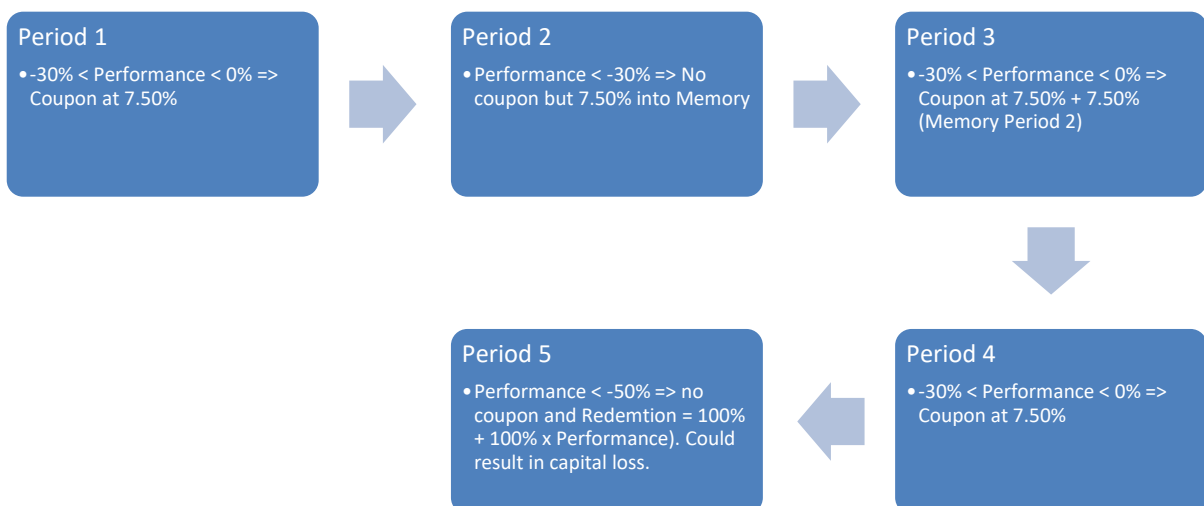 Period 1
•-30% < Performance < 0% =>
Coupon at 7.50%
Period 2
•Performance < -30% => No
coupon but 7.50% into Memory
Period 3
•-30% < Performance < 0% =>
Coupon at 7.50% + 7.50%
(Memory Period 2)
Period 4
•-30% < Performance < 0% =>
Coupon at 7.50%
Period 5
•Performance < -50% => no
coupon and Redemtion = 100%
+ 100% x Performance). Could
result in capital loss.